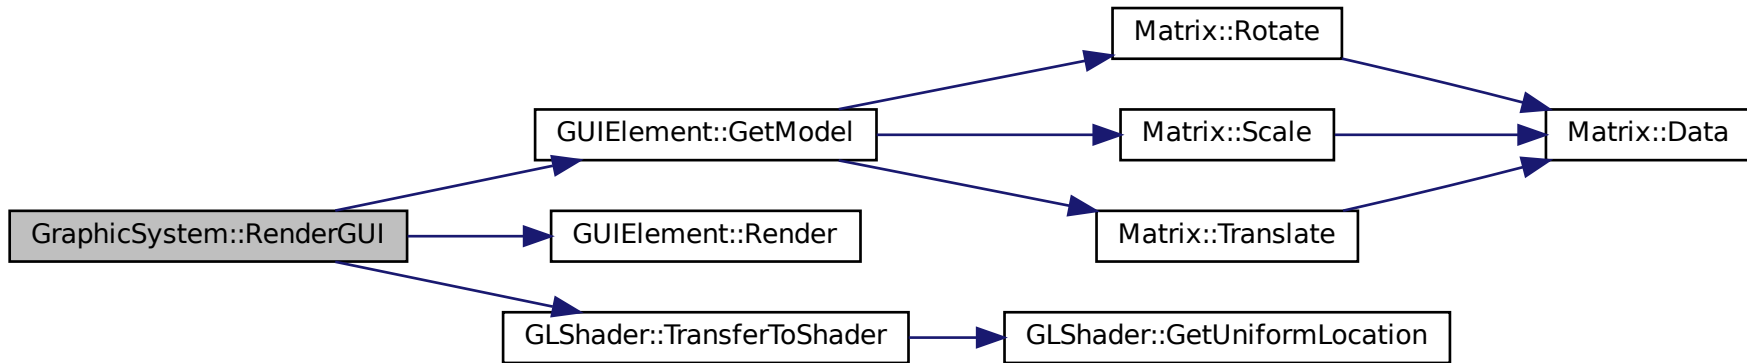 Matrix::Rotate
GUIElement::GetModel
Matrix::Scale
Matrix::Data
GraphicSystem::RenderGUI
GUIElement::Render
Matrix::Translate
GLShader::TransferToShader
GLShader::GetUniformLocation